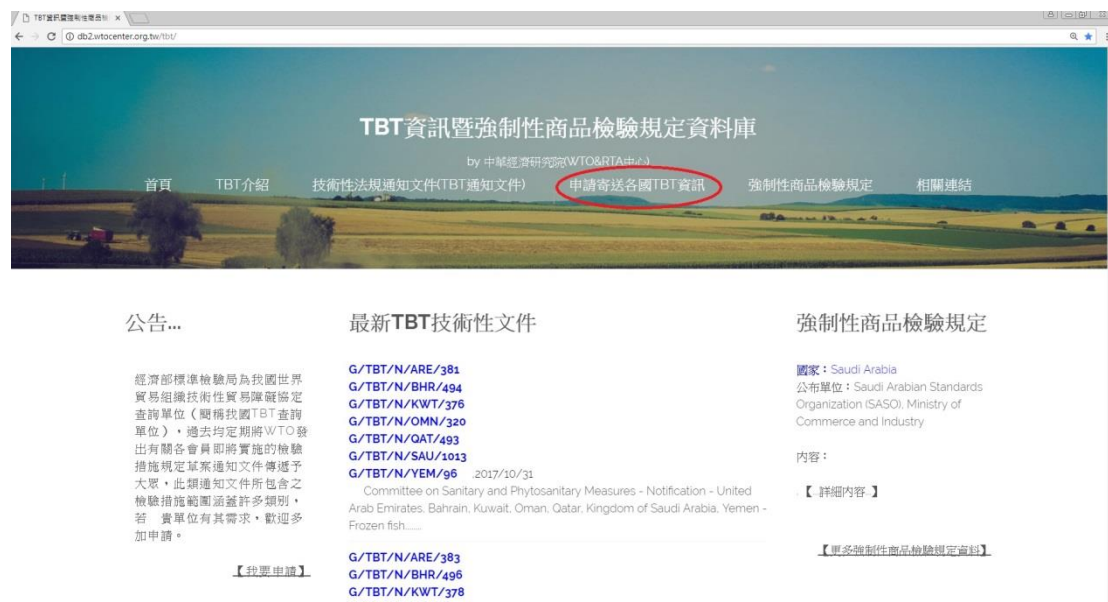 TBT資訊暨強制性商品檢
db2.wtocenter.org.tw/tbt/
TBT資訊暨強制性商品檢驗規定資料庫
by 中華經濟研究院(WTO&RTA中心)
首頁 TBT介紹 技術性法規通知文件(TBT通知文件) 申請寄送各國TBT資訊 強制性商品檢驗規定 相關連結
公告...
經濟部標準檢驗局為我國世界
貿易組織技術性貿易障礙協定
查詢單位（簡稱我國TBT查詢
單位），過去均定期將WTO發
出有關各會員即將實施的檢驗
措施規定草案通知文件傳遞予
大眾，此類通知文件所包含之
檢驗措施範圍涵蓋許多類別，
若 貴單位有其需求，歡迎多
加申請。
【我要申請】
最新TBT技術性文件
G/TBT/N/ARE/381
G/TBT/N/BHR/494
G/TBT/N/KWT/376
G/TBT/N/OMN/320
G/TBT/N/QAT/493
G/TBT/N/SAU/1013
G/TBT/N/YEM/96 .2017/10/31
Committee on Sanitary and Phytosanitary Measures - Notification - United
Arab Emirates, Bahrain, Kuwait, Oman, Qatar, Kingdom of Saudi Arabia, Yemen -
Frozen fish......
G/TBT/N/ARE/383
G/TBT/N/BHR/496
G/TBT/N/KWT/378
強制性商品檢驗規定
國家：Saudi Arabia
公布單位：Saudi Arabian Standards
Organization (SASO), Ministry of
Commerce and Industry
內容：
【 詳細內容 】
【更多強制性商品檢驗規定資料】